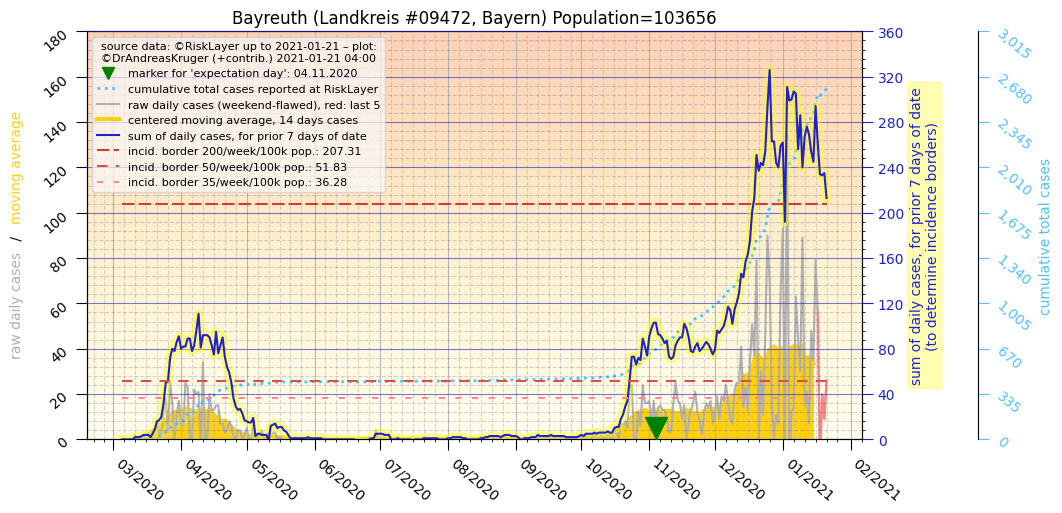 Bayreuth (Landkreis #09472, Bayern) Population=103656
source data: ©RiskLayer up to 2021-01-21 – plot:
©DrAndreasKruger (+contrib.) 2021-01-21 04:00
marker for 'expectation day': 04.11.2020
cumulative total cases reported at RiskLayer
raw daily cases (weekend-flawed), red: last 5
centered moving average, 14 days cases
sum of daily cases, for prior 7 days of date
incid. border 200/week/100k pop.: 207.31
incid. border 50/week/100k pop.: 51.83
incid. border 35/week/100k pop.: 36.28
raw daily cases / moving average
180
160
140
120
100
80
60
40
20
0
03/2020
04/2020
05/2020
06/2020
07/2020
08/2020
09/2020
10/2020
11/2020
12/2020
01/2021
02/2021
360
320
280
240
200
160
120
80
40
0
sum of daily cases, for prior 7 days of date
(to determine incidence borders)
3,015
2,680
2,345
2,010
1,675
1,340
1,005
670
335
0
cumulative total cases